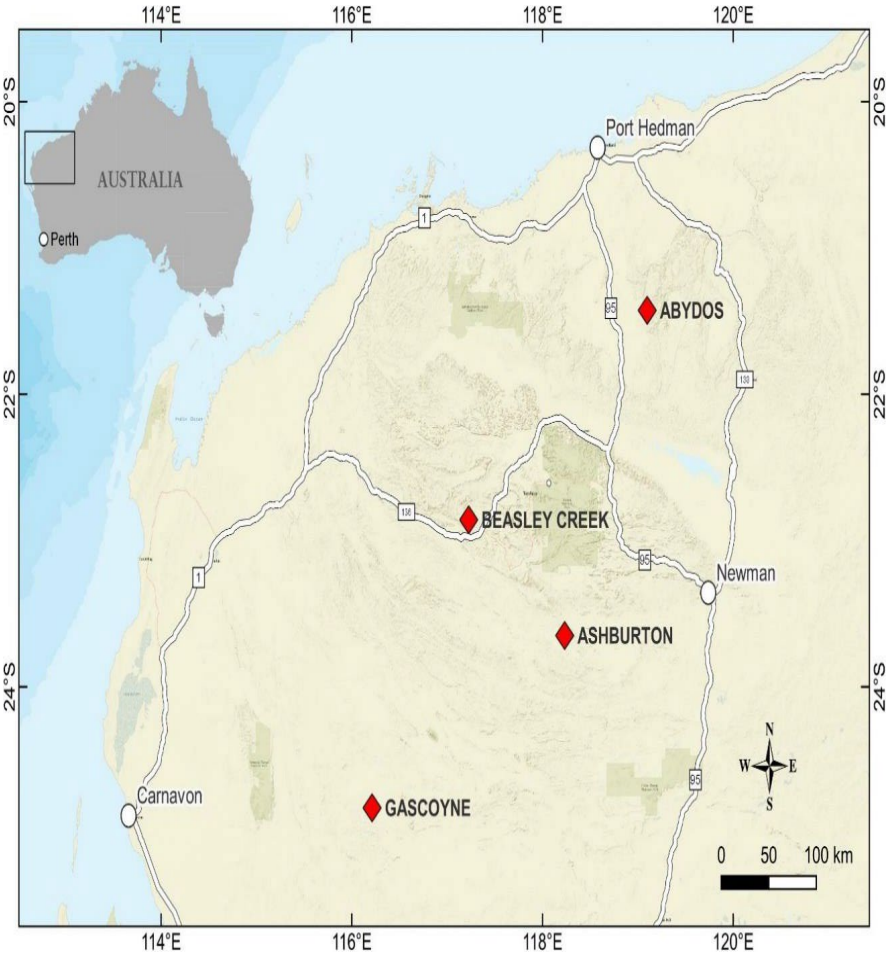 114°E 116°E 118°E 120°E
20°S 20°S
Port Hedman
AUSTRALIA
Perth
1
95
ABYDOS
22°S 22°S
138
136
BEASLEY CREEK
1
95
Newman
ASHBURTON
24°S 24°S
N
W E
S
95
Carnavon
GASCOYNE
0 50 100 km
114°E 116°E 118°E 120°E